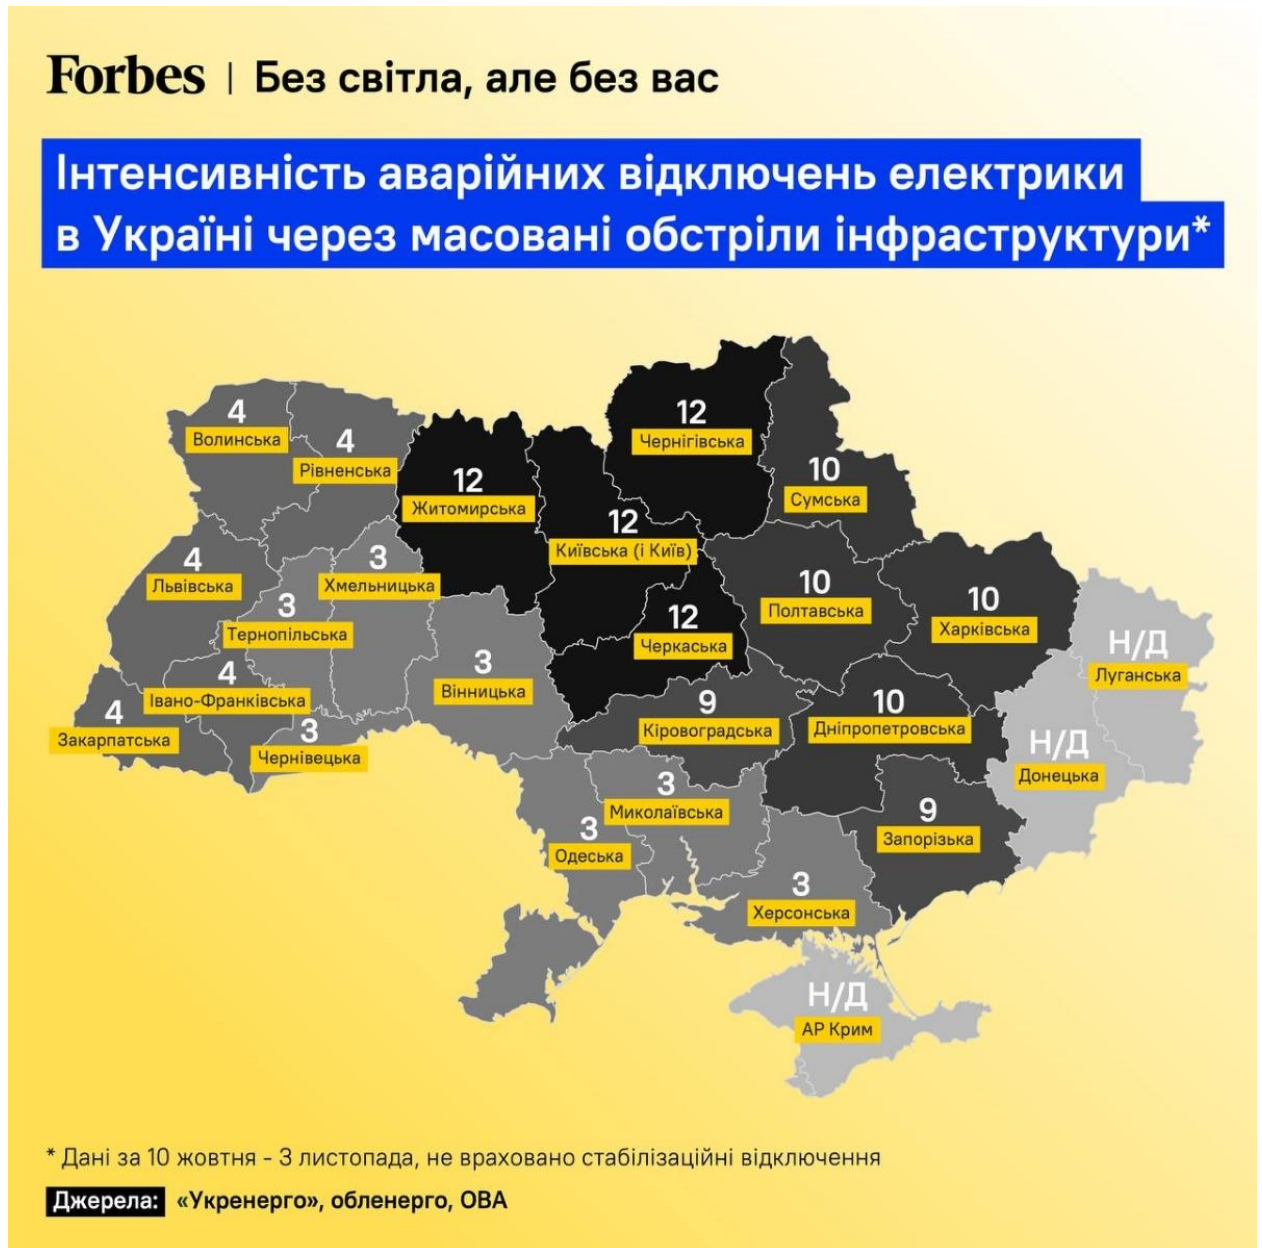 Forbes | Без світла, але без вас
Інтенсивність аварійних відключень електрики
в Україні через масовані обстріли інфраструктури*
12
Чернігівська
4
Волинська
4
Рівненська
10
Сумська
12
Житомирська
12
Київська (і Київ)
4
Львівська
3
Хмельницька
10
Полтавська
10
Харківська
3
Тернопільська
12
Черкаська
Н/Д
Луганська
4
Івано-Франківська
3
Вінницька
4
Закарпатська
3
Чернівецька
9
Кіровоградська
10
Дніпропетровська
Н/Д
Донецька
3
Миколаївська
9
Запорізька
3
Одеська
3
Херсонська
Н/Д
АР Крим
* Дані за 10 жовтня - 3 листопада, не враховано стабілізаційні відключення
Джерела: «Укренерго», обленерго, ОВА